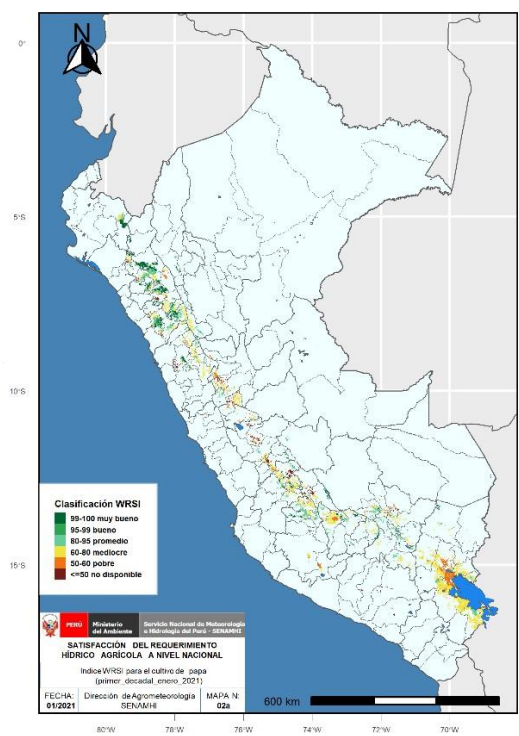 N
0°
5°S
10°S
15°S
Clasificación WRSI
99-100 muy bueno
95-99 bueno
80-95 promedio
60-80 mediocre
50-60 pobre
<=50 no disponible
PERÚ
Ministerio
del Ambiente
Servicio Nacional de Meteorología
e Hidrología del Perú - SENAMHI
SATISFACCIÓN DEL REQUERIMIENTO
HÍDRICO AGRÍCOLA A NIVEL NACIONAL
Indice WRSI para el cultivo de papa
(primer_decadal_enero_2021)
FECHA:
01/2021
Dirección de Agrometeorología
SENAMHI
MAPA N:
02a
600 km
80°W
78°W
76°W
74°W
72°W
70°W